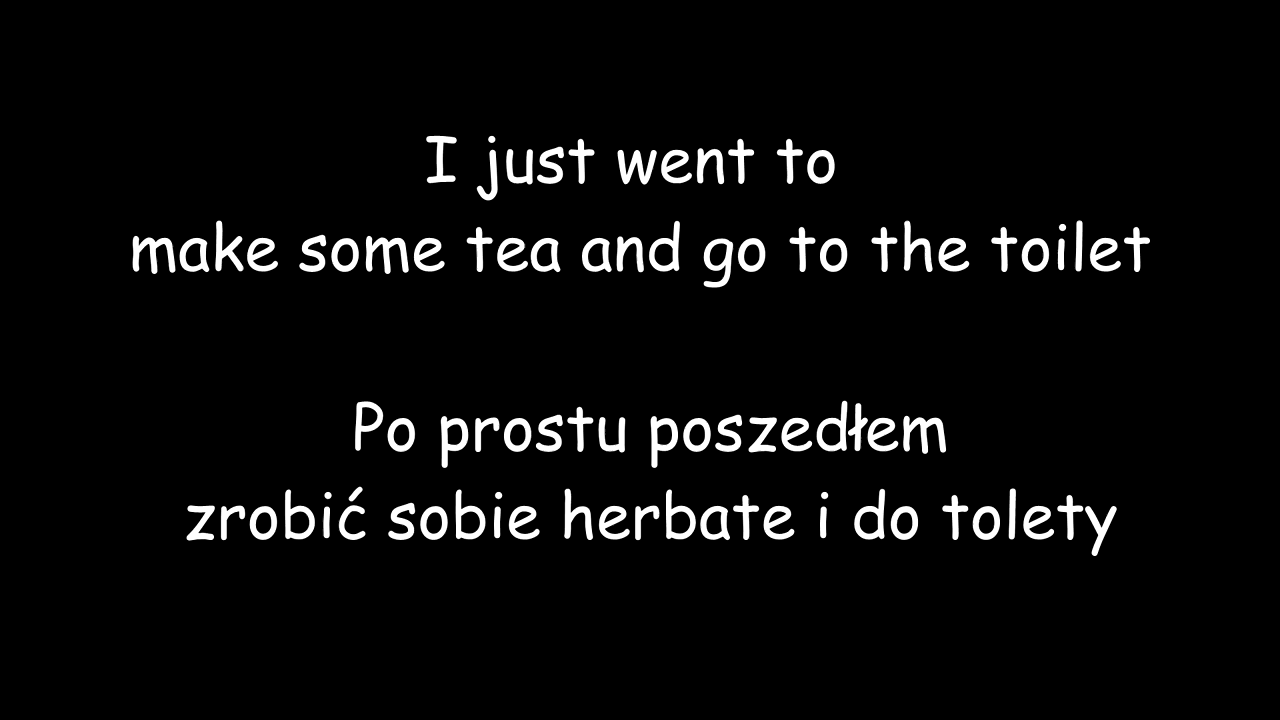 I just went to
make some tea and go to the toilet
Po prostu poszedłem
zrobić sobie herbate i do tolety